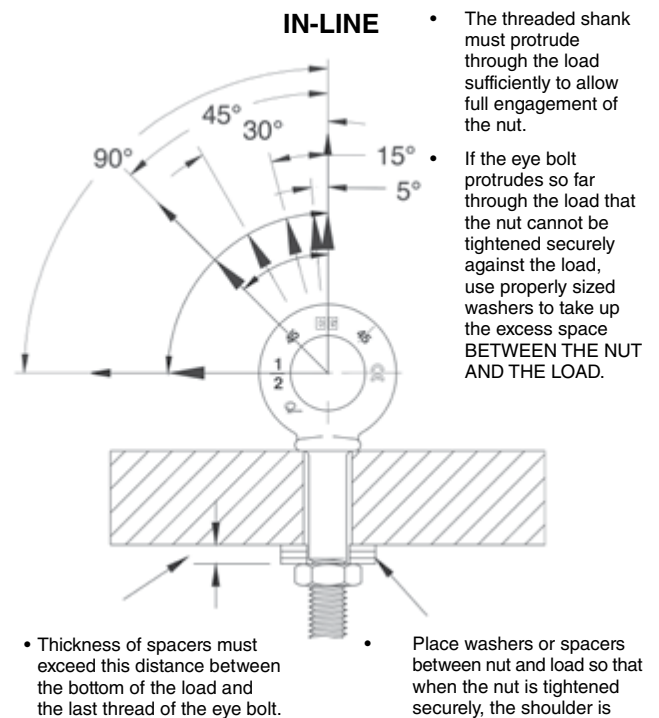 IN-LINE
• The threaded shank
must protrude
through the load
sufficiently to allow
full engagement of
the nut.
• If the eye bolt
protrudes so far
through the load that
the nut cannot be
tightened securely
against the load,
use properly sized
washers to take up
the excess space
BETWEEN THE NUT
AND THE LOAD.
45°
30°
90°
15°
5°
45
45
1
2
• Thickness of spacers must
exceed this distance between
the bottom of the load and
the last thread of the eye bolt.
• Place washers or spacers
between nut and load so that
when the nut is tightened
securely, the shoulder is